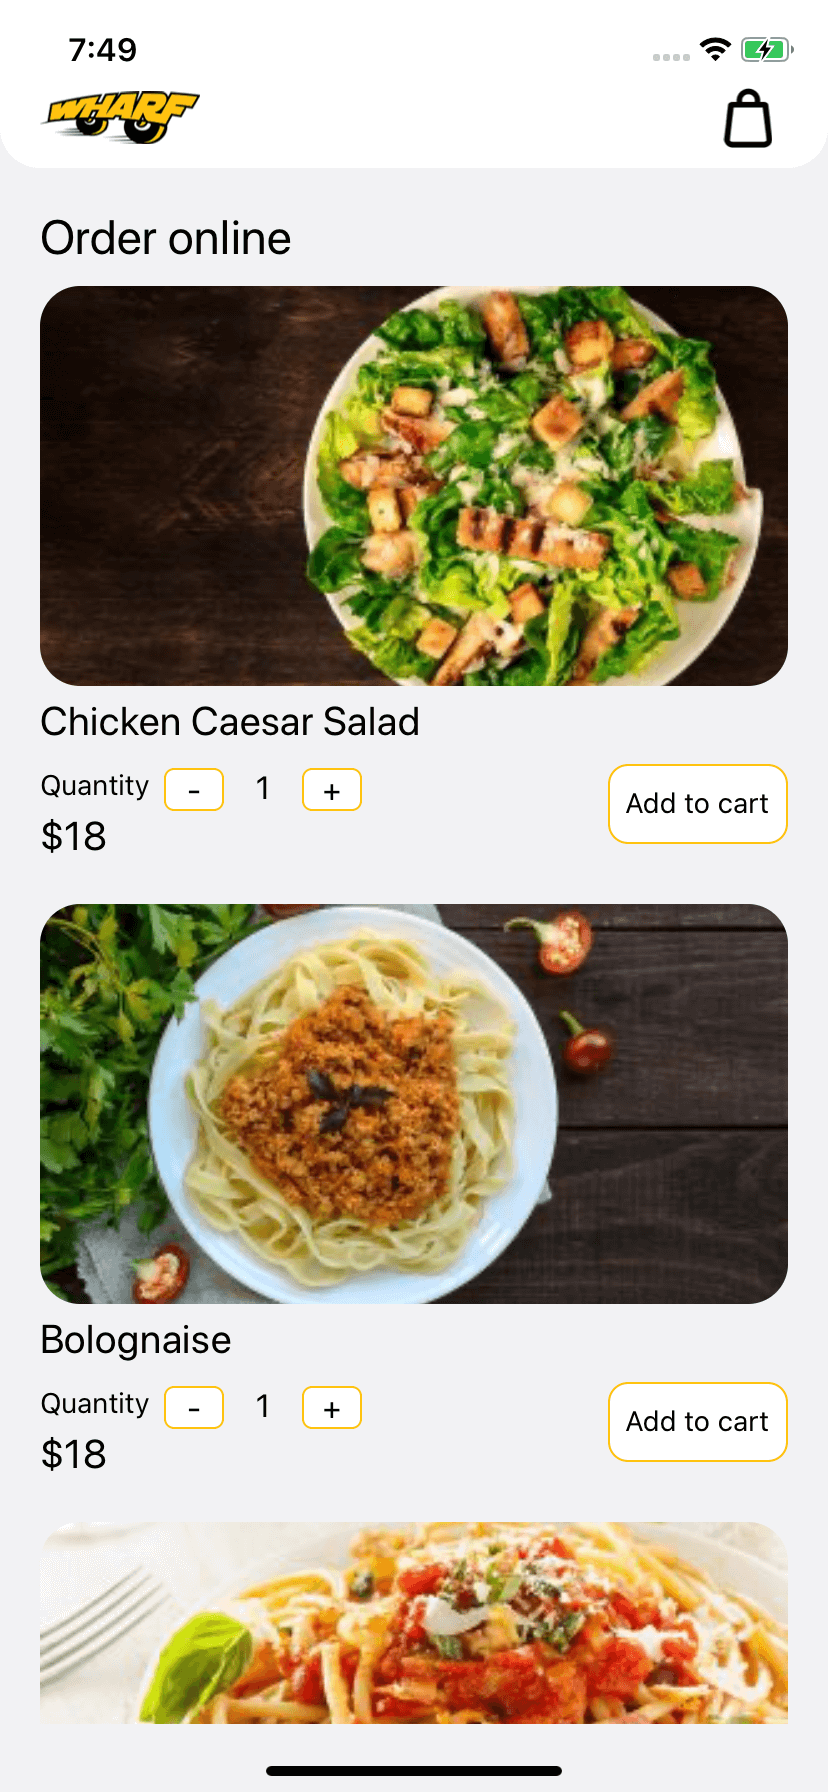 7:49
WHARF
Order online
Chicken Caesar Salad
Quantity - 1 + Add to cart
$18
Bolognaise
Quantity - 1 + Add to cart
$18